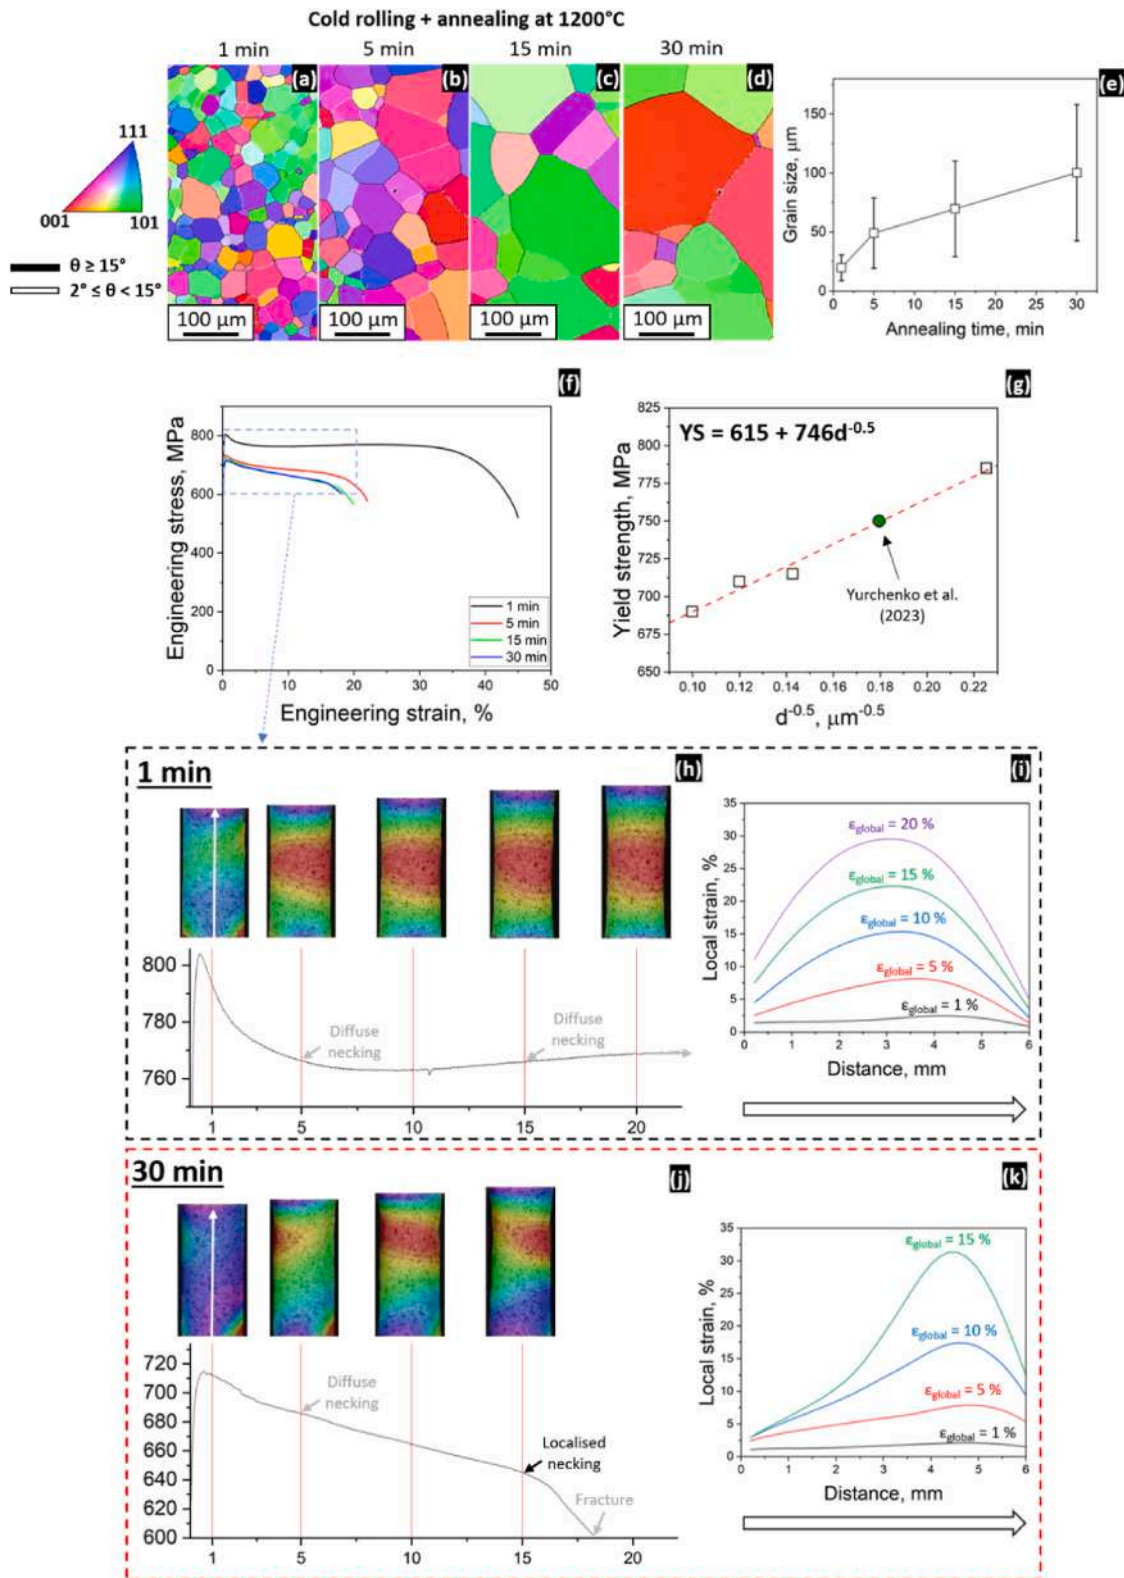 Cold rolling + annealing at 1200°C
1 min
5 min
15 min
30 min
(a)
(b)
(c)
(d)
111
001
101
θ ≥ 15°
2° ≤ θ < 15°
100 µm
100 µm
100 µm
100 µm
(e)
Grain size, µm
150
100
50
0
0 5 10 15 20 25 30
Annealing time, min
(f)
Engineering stress, MPa
800
600
400
200
0
0 10 20 30 40 50
Engineering strain, %
1 min
5 min
15 min
30 min
(g)
YS = 615 + 746d⁻⁰·⁵
Yield strength, MPa
825
800
775
750
725
700
675
650
0.10 0.12 0.14 0.16 0.18 0.20 0.22
d⁻⁰·⁵, µm⁻⁰·⁵
Yurchenko et al.
(2023)
1 min
(h)
800
780
760
1 5 10 15 20
Diffuse
necking
Diffuse
necking
(i)
Local strain, %
35
30
25
20
15
10
5
0
0 1 2 3 4 5 6
Distance, mm
εglobal = 20 %
εglobal = 15 %
εglobal = 10 %
εglobal = 5 %
εglobal = 1 %
30 min
(j)
720
700
680
660
640
620
600
1 5 10 15 20
Diffuse
necking
Localised
necking
Fracture
(k)
Local strain, %
35
30
25
20
15
10
5
0
0 1 2 3 4 5 6
Distance, mm
εglobal = 15 %
εglobal = 10 %
εglobal = 5 %
εglobal = 1 %